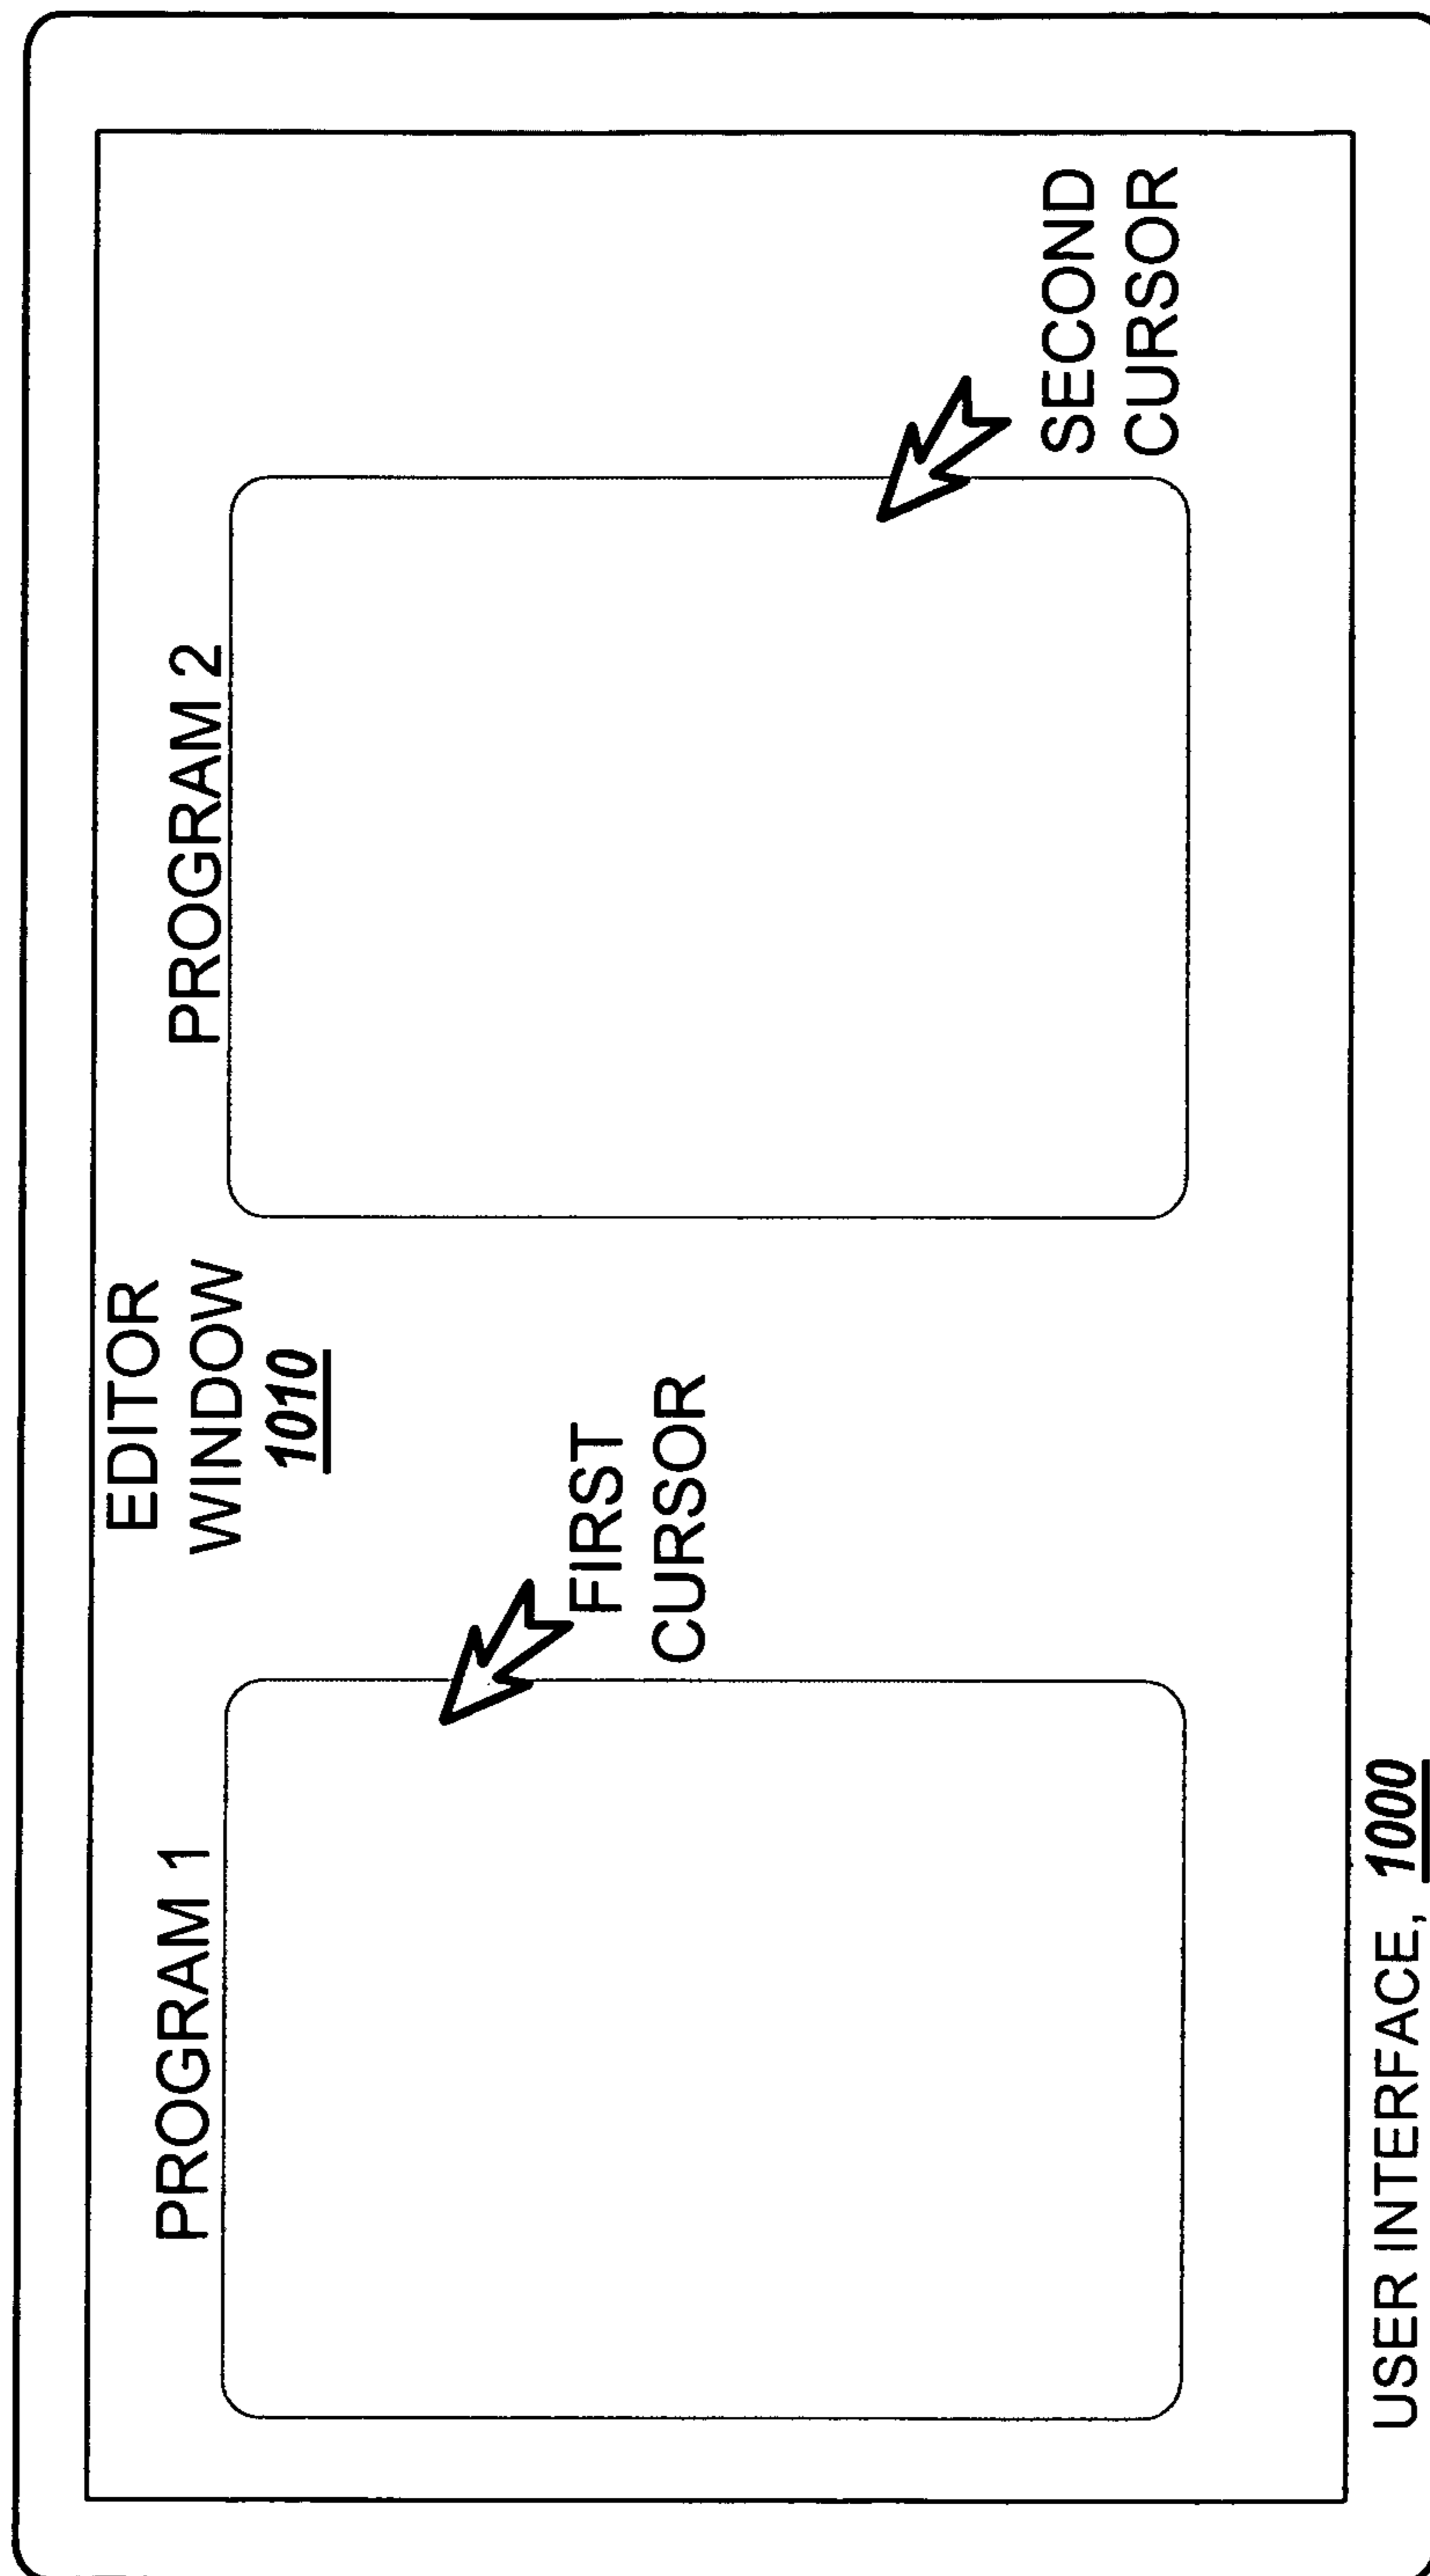 EDITOR
WINDOW
1010
PROGRAM 1
PROGRAM 2
FIRST
CURSOR
SECOND
CURSOR
USER INTERFACE, 1000